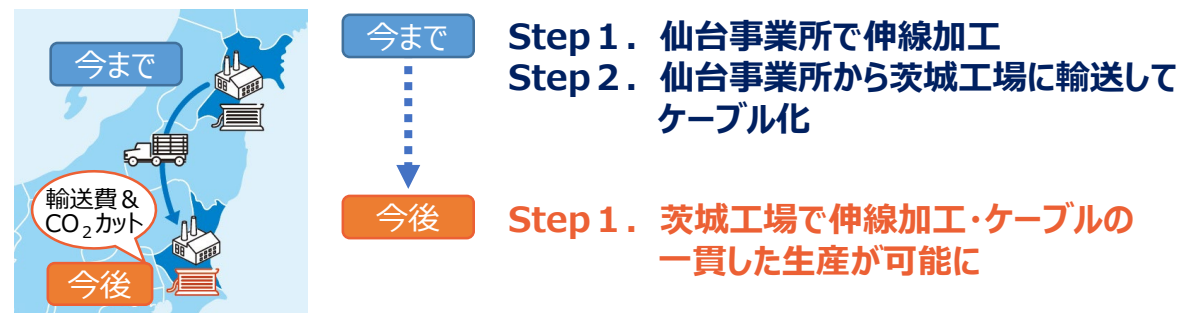 今まで
輸送費&
CO₂カット
今後
今まで
Step1. 仙台事業所で伸線加工
Step2. 仙台事業所から茨城工場に輸送して
ケーブル化
今後
Step1. 茨城工場で伸線加工・ケーブルの
一貫した生産が可能に